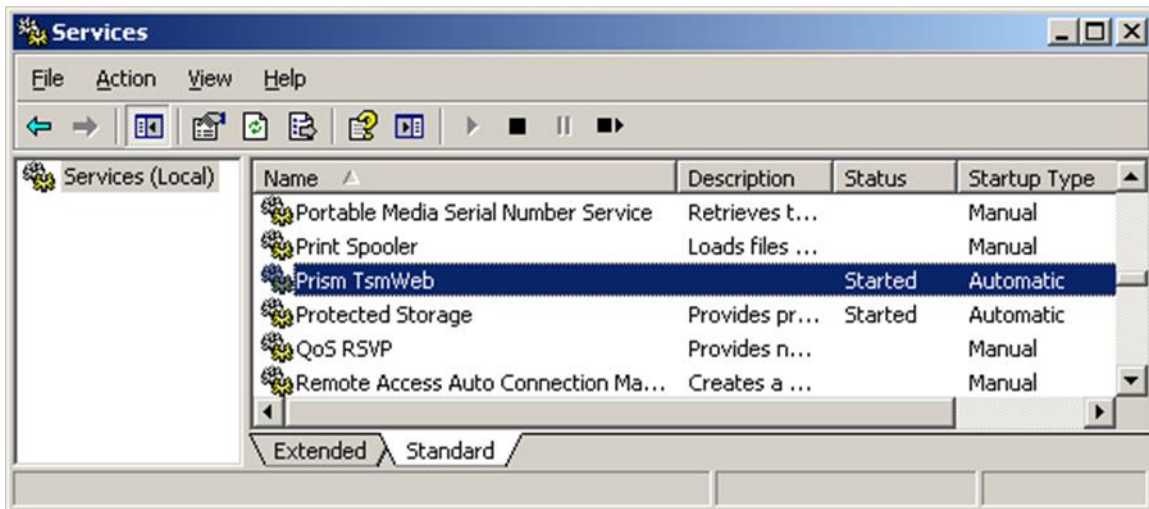 Services
File Action View Help
Services (Local)
Name Description Status Startup Type
Portable Media Serial Number Service Retrieves t... Manual
Print Spooler Loads files ... Manual
Prism TsmWeb Started Automatic
Protected Storage Provides pr... Started Automatic
QoS RSVP Provides n... Manual
Remote Access Auto Connection Ma... Creates a ... Manual
Extended Standard